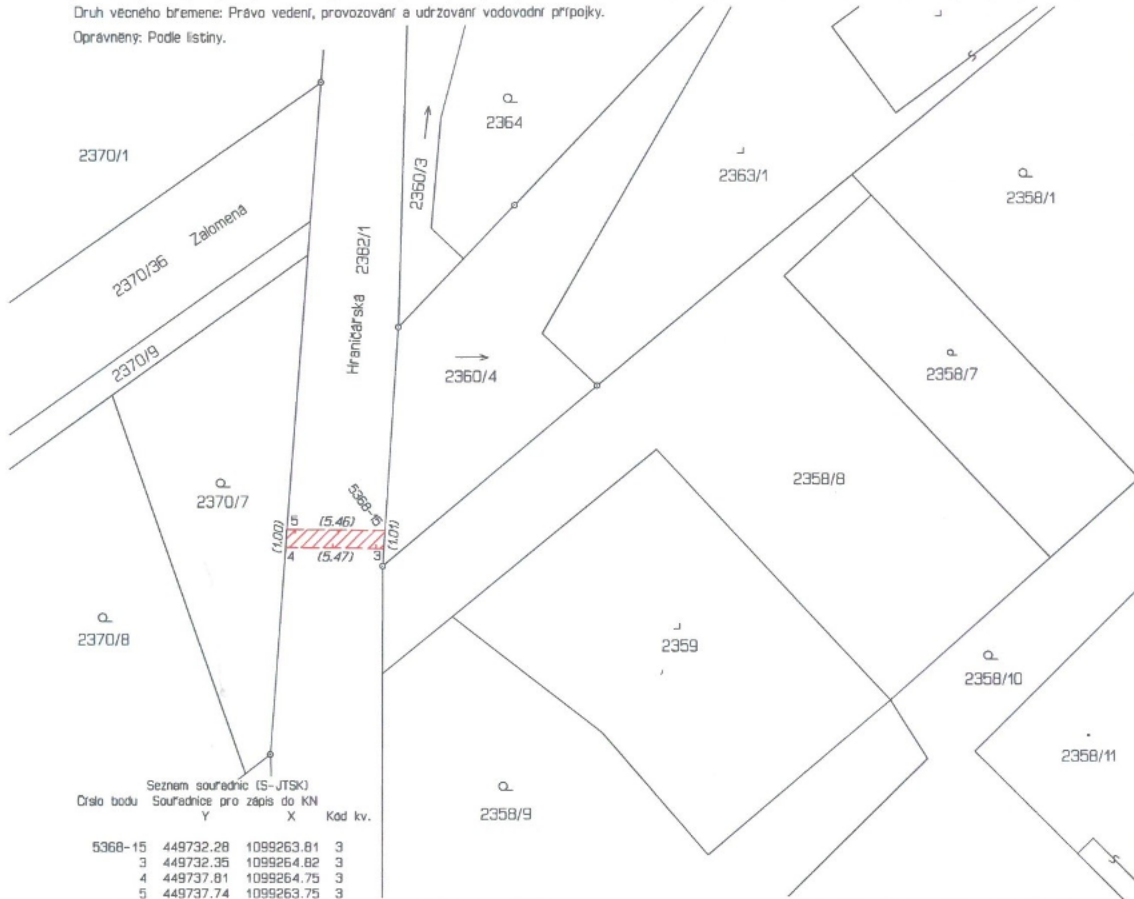 Druh věcného břemene: Právo vedení, provozování a udržování vodovodní přípojky.
Oprávněný: Podle listiny.
2364
2370/1
2360/3
2363/1
2358/1
Zalomená
2370/36
Hraničářská 2382/1
2370/9
2360/4
2358/7
2358/8
2370/7
5368-15
5 (5.46)
(1.00) (1.01)
4 (5.47) 3
2370/8
2359
2358/10
2358/11
2358/9
Seznam souřadnic (S-JTSK)
Číslo bodu Souřadnice pro zápis do KN
Y X Kód kv.
5368-15 449732.28 1099263.81 3
3 449732.35 1099264.82 3
4 449737.81 1099264.75 3
5 449737.74 1099263.75 3